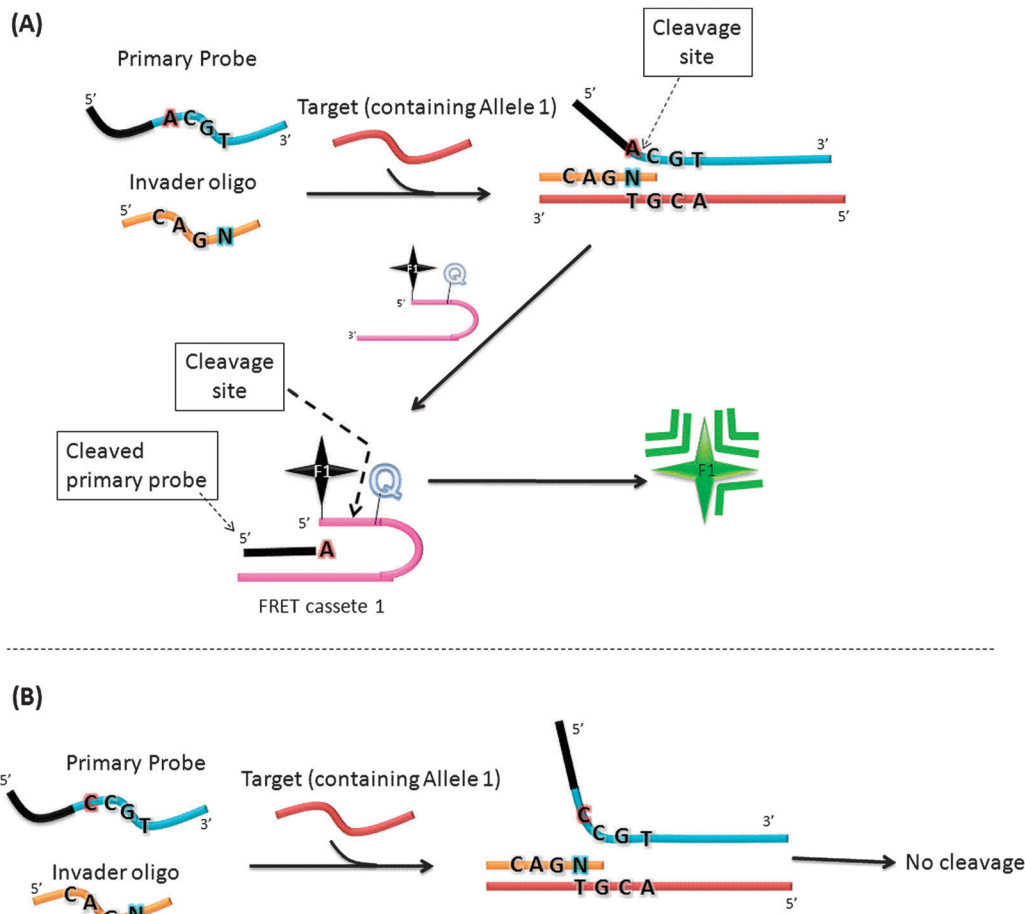 (A)
Primary Probe
5’
A C G T
3’
Invader oligo
5’
C A G N
Target (containing Allele 1)
Cleavage
site
5’
A C G T
3’
C A G N
T G C A
3’
5’
F1
Q
5’
3’
Cleavage
site
Cleaved
primary probe
F1
Q
5’
5’
A
FRET cassete 1
F1
(B)
Primary Probe
5’
C C G T
3’
Invader oligo
5’
C A G N
Target (containing Allele 1)
5’
C C G T
3’
C A G N
T G C A
5’
No cleavage